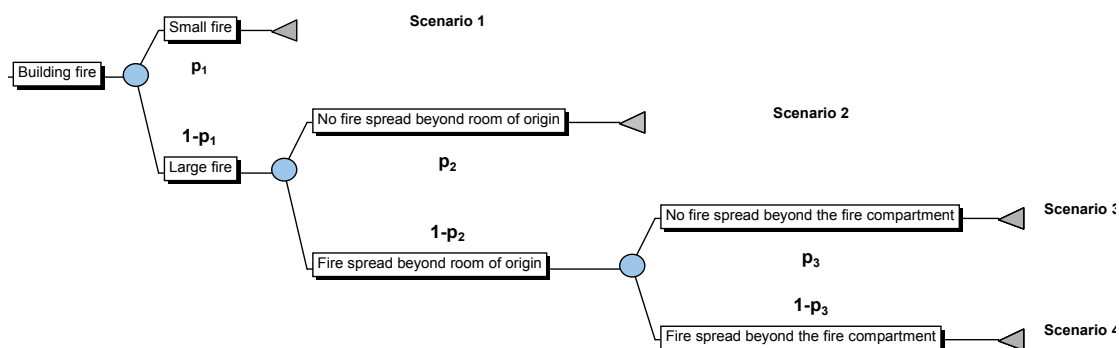 Small fire
Scenario 1
Building fire
p₁
1-p₁
Large fire
No fire spread beyond room of origin
Scenario 2
p₂
1-p₂
Fire spread beyond room of origin
No fire spread beyond the fire compartment
Scenario 3
p₃
1-p₃
Fire spread beyond the fire compartment
Scenario 4